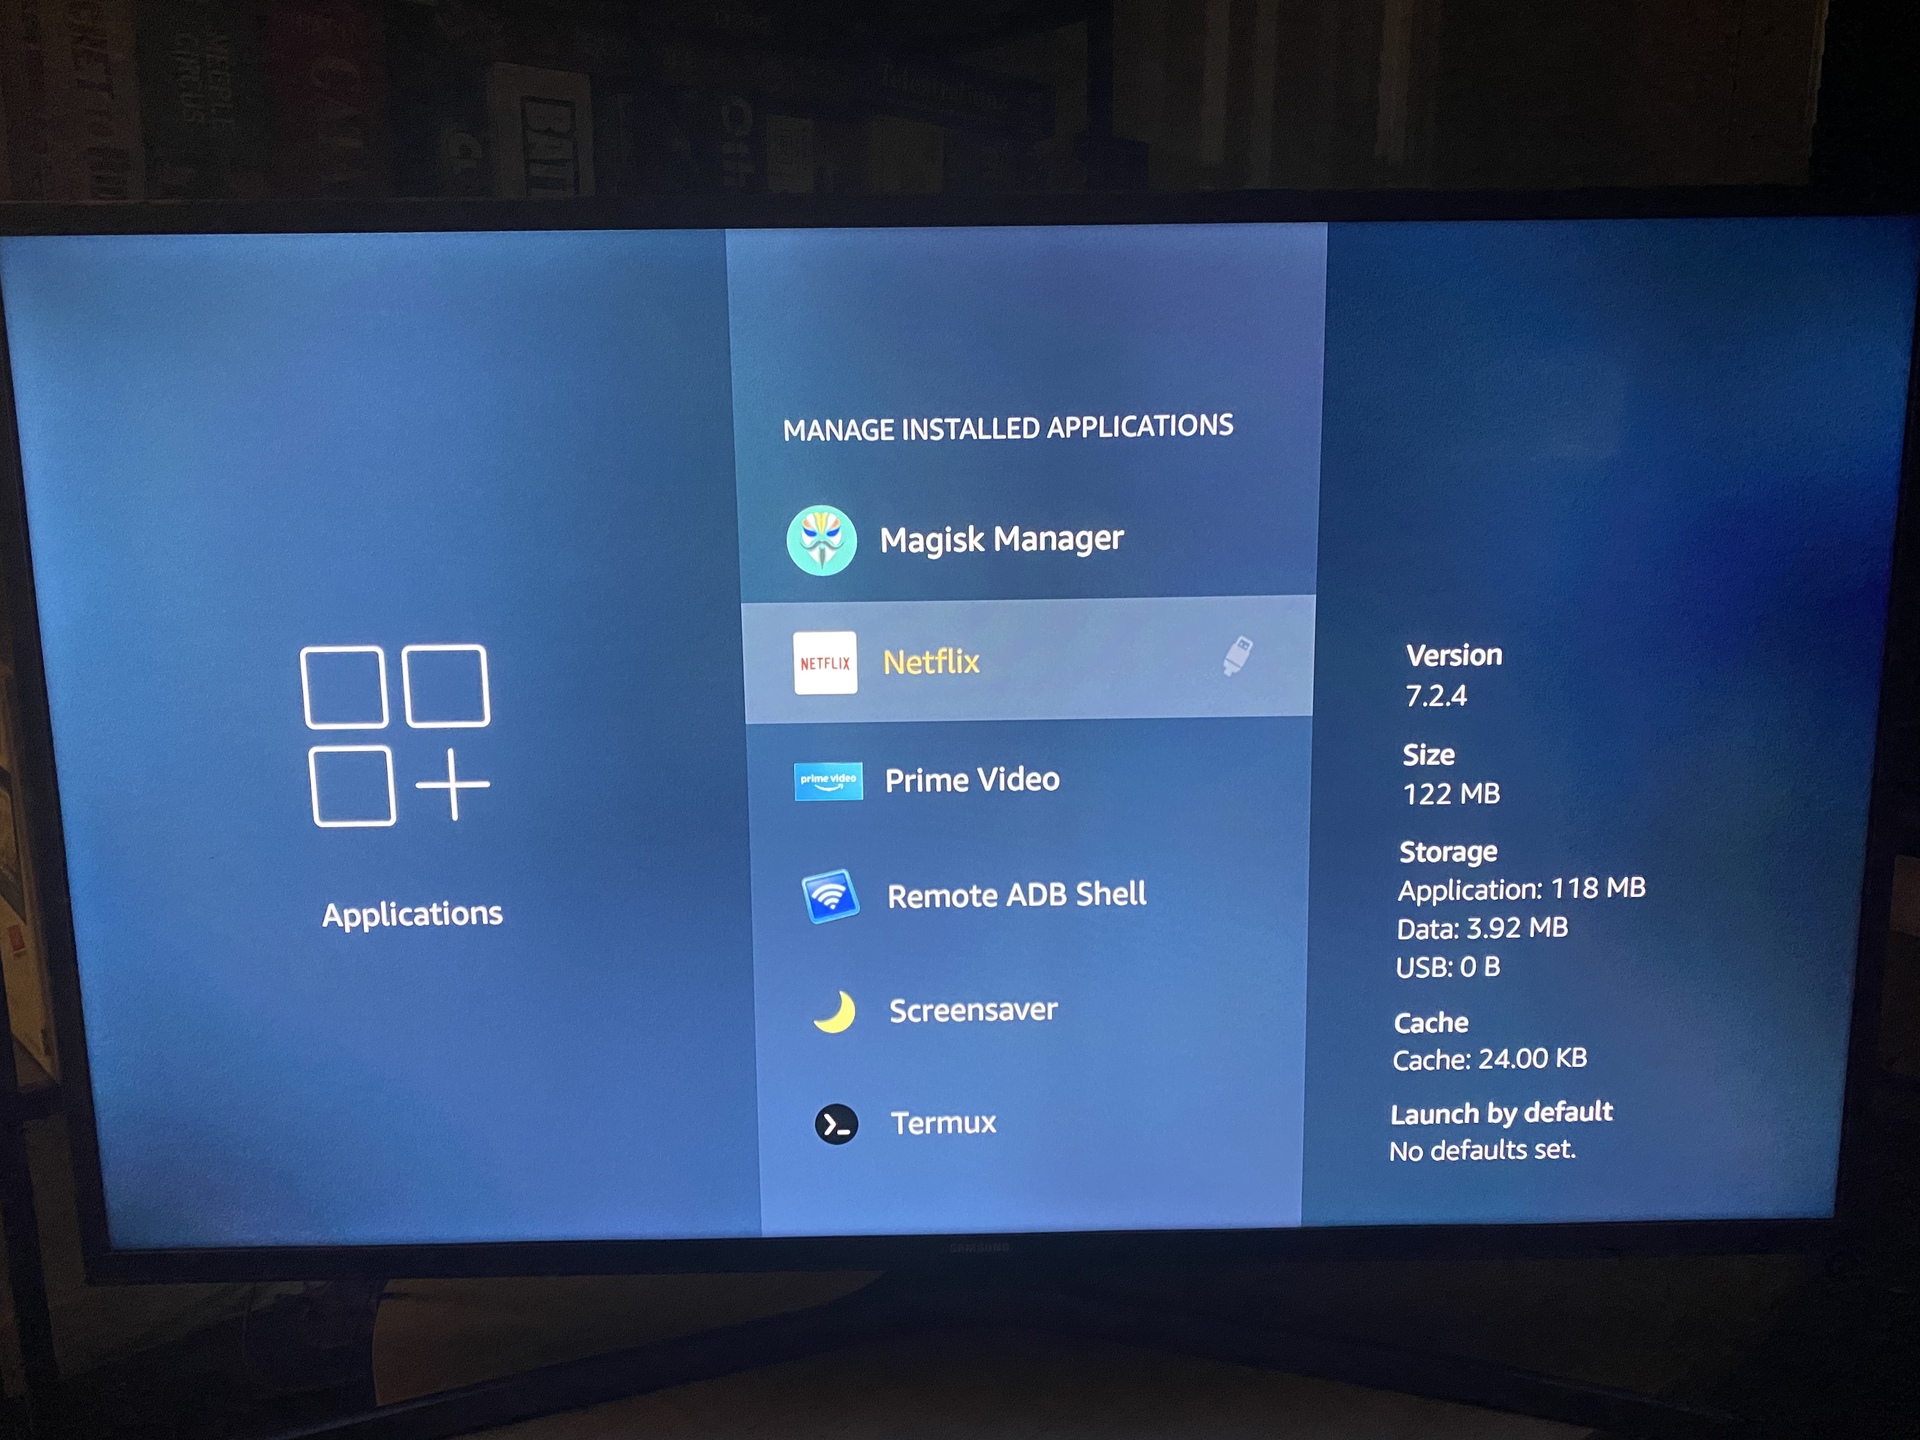 BATT
MANAGE INSTALLED APPLICATIONS
Magisk Manager
NETFLIX
Netflix
prime video
Prime Video
Remote ADB Shell
Screensaver
Termux
Applications
Version
7.2.4
Size
122 MB
Storage
Application: 118 MB
Data: 3.92 MB
USB: 0 B
Cache
Cache: 24.00 KB
Launch by default
No defaults set.
SAMSUNG